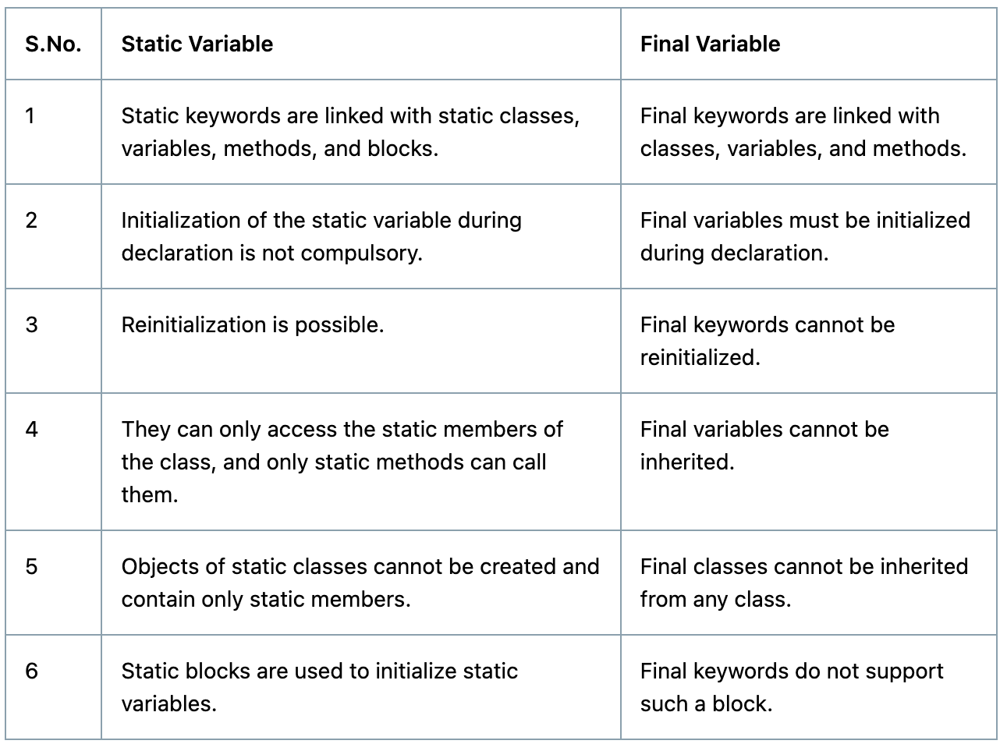 S.No. Static Variable Final Variable
1 Static keywords are linked with static classes, Final keywords are linked with
variables, methods, and blocks. classes, variables, and methods.
2 Initialization of the static variable during Final variables must be initialized
declaration is not compulsory. during declaration.
3 Reinitialization is possible. Final keywords cannot be
reinitialized.
4 They can only access the static members of Final variables cannot be
the class, and only static methods can call inherited.
them.
5 Objects of static classes cannot be created and Final classes cannot be inherited
contain only static members. from any class.
6 Static blocks are used to initialize static Final keywords do not support
variables. such a block.